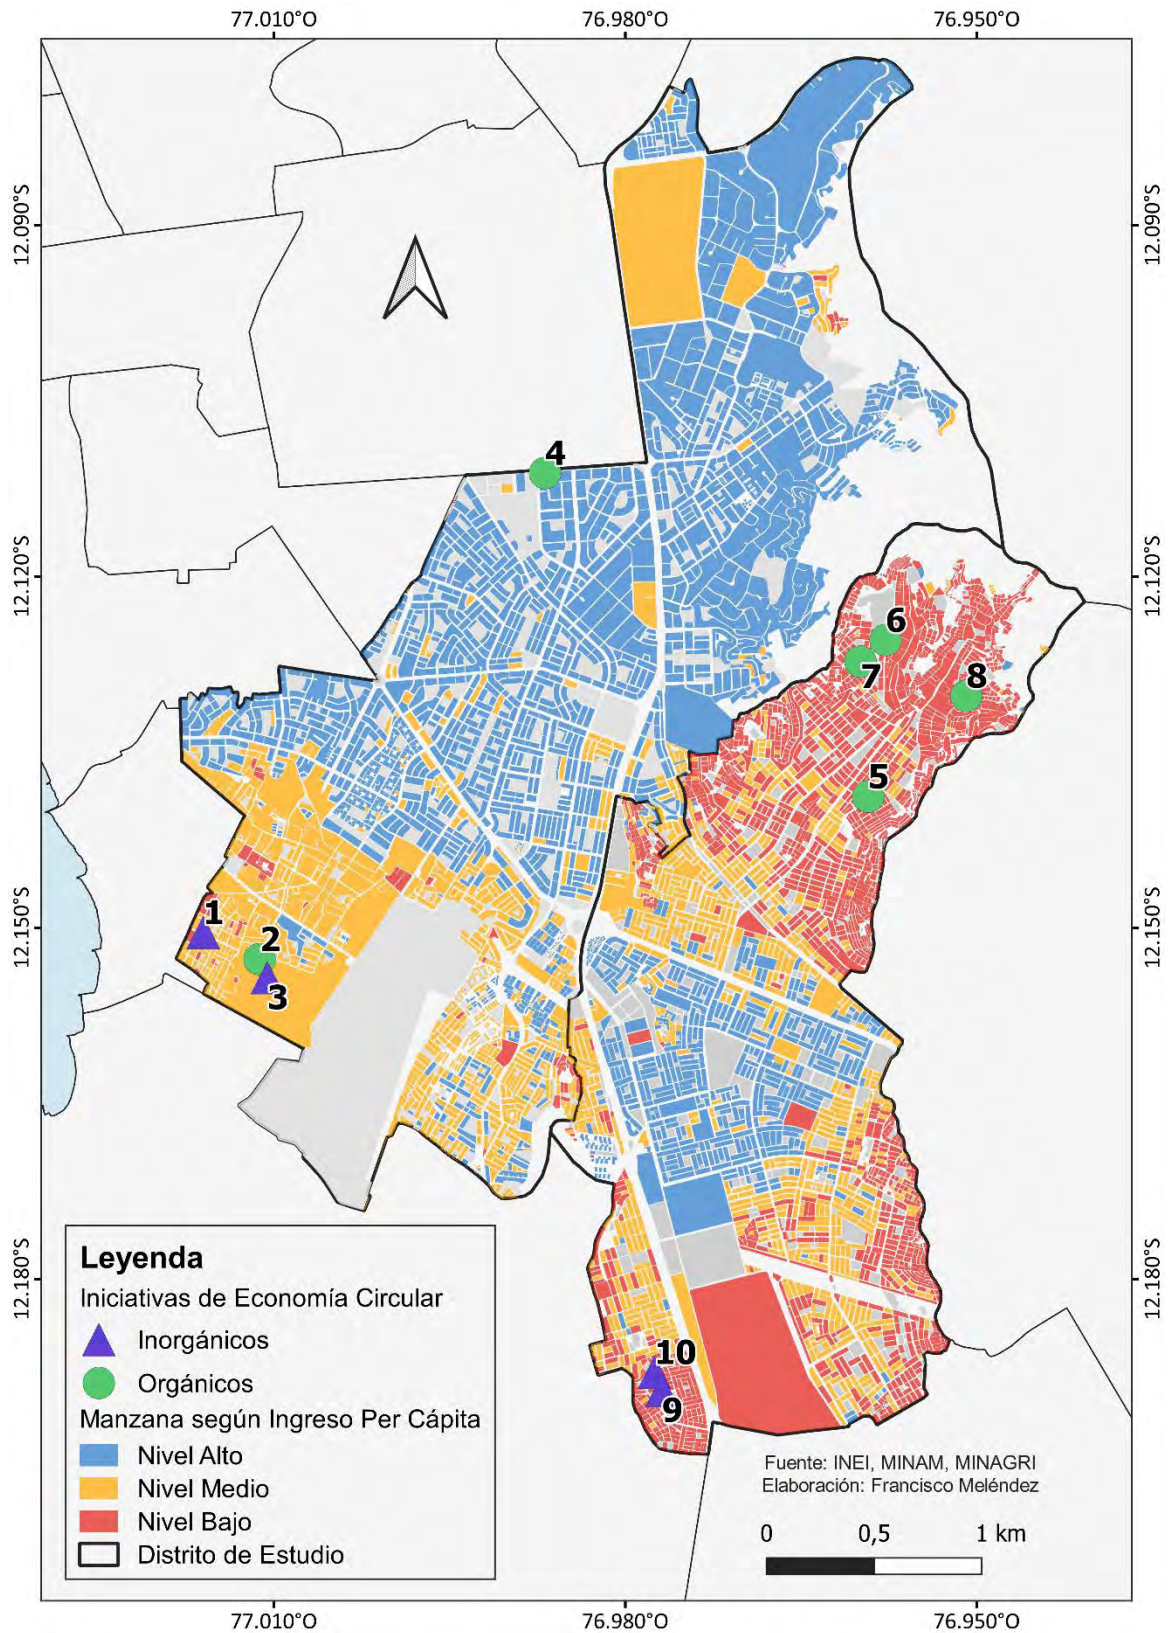 77.010°O
76.980°O
76.950°O
12.090°S
12.090°S
4
12.120°S
12.120°S
6
7
8
5
1
2
3
12.150°S
12.150°S
12.180°S
12.180°S
10
9
Leyenda
Iniciativas de Economía Circular
Inorgánicos
Orgánicos
Manzana según Ingreso Per Cápita
Nivel Alto
Nivel Medio
Nivel Bajo
Distrito de Estudio
Fuente: INEI, MINAM, MINAGRI
Elaboración: Francisco Meléndez
0 0,5 1 km
77.010°O
76.980°O
76.950°O